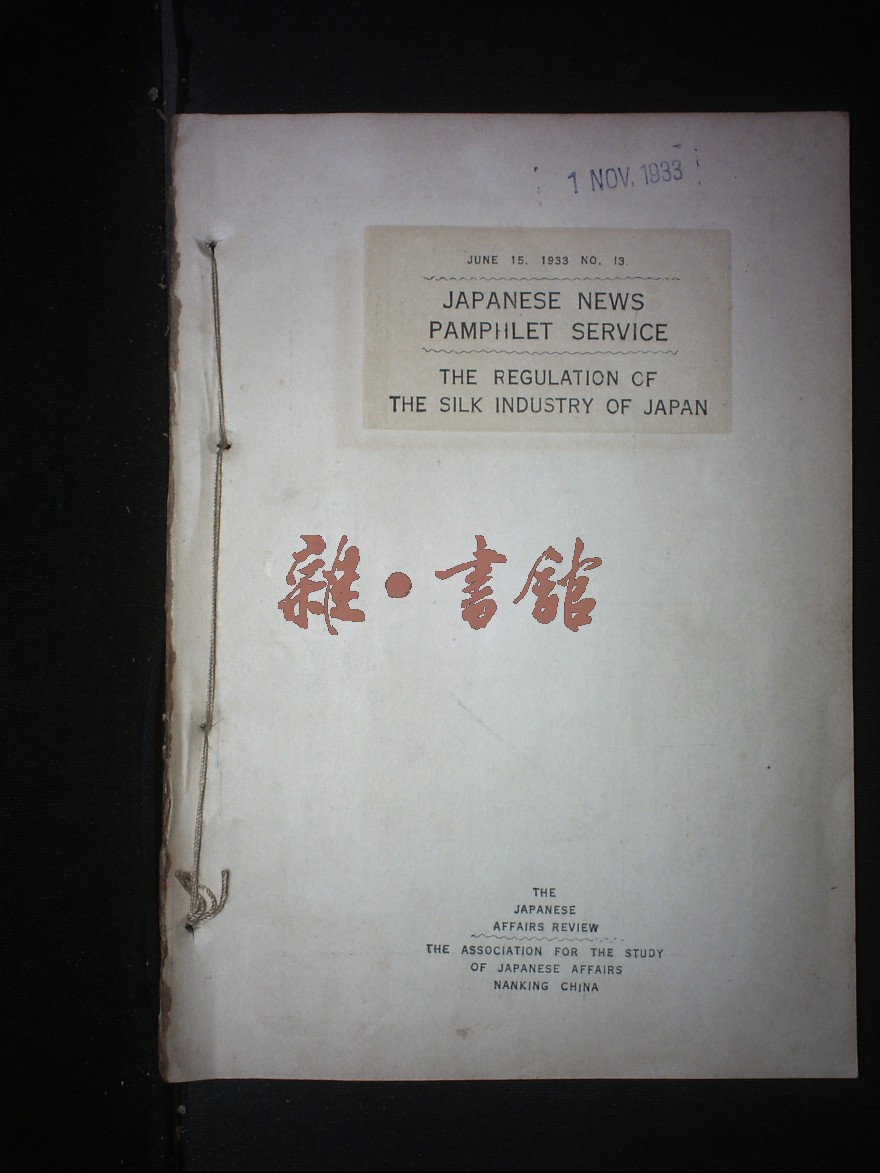 1 NOV. 1933
JUNE 15. 1933 NO. 13.
JAPANESE NEWS
PAMPHLET SERVICE
THE REGULATION OF
THE SILK INDUSTRY OF JAPAN
雜·書館
THE
JAPANESE
AFFAIRS REVIEW
THE ASSOCIATION FOR THE STUDY
OF JAPANESE AFFAIRS
NANKING CHINA